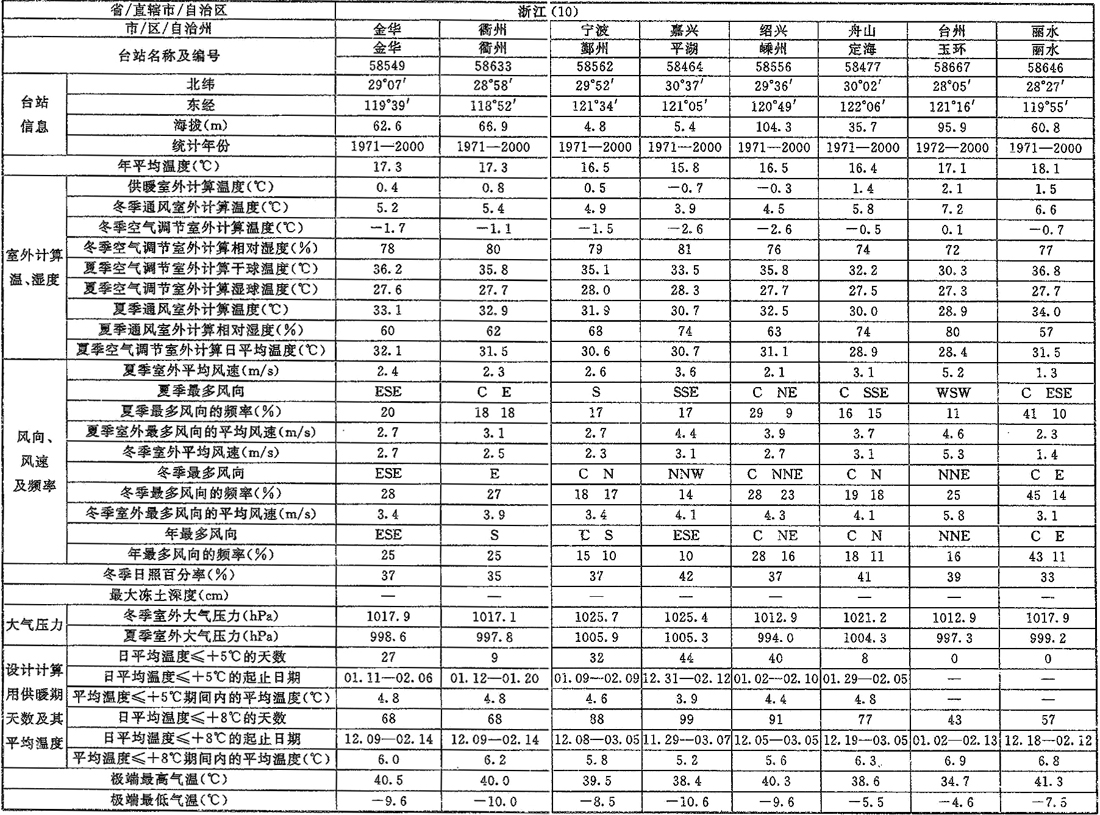 省/直辖市/自治区 浙江(10)
市/区/自治州 金华 衢州 宁波 嘉兴 绍兴 舟山 台州 丽水
台站名称及编号 金华 衢州 鄞州 平湖 嵊州 定海 玉环 丽水
58549 58633 58562 58464 58556 58477 58667 58646
台站信息 北纬 29°07′ 28°58′ 29°52′ 30°37′ 29°36′ 30°02′ 28°05′ 28°27′
东经 119°39′ 118°52′ 121°34′ 121°05′ 120°49′ 122°06′ 121°16′ 119°55′
海拔(m) 62.6 66.9 4.8 5.4 104.3 35.7 95.9 60.8
统计年份 1971—2000 1971—2000 1971—2000 1971—2000 1971—2000 1971—2000 1972—2000 1971—2000
年平均温度(℃) 17.3 17.3 16.5 15.8 16.5 16.4 17.1 18.1
室外计算温、湿度 供暖室外计算温度(℃) 0.4 0.8 0.5 −0.7 −0.3 1.4 2.1 1.5
冬季通风室外计算温度(℃) 5.2 5.4 4.9 3.9 4.5 5.8 7.2 6.6
冬季空气调节室外计算温度(℃) −1.7 −1.1 −1.5 −2.6 −2.6 −0.5 0.1 −0.7
冬季空气调节室外计算相对湿度(%) 78 80 79 81 76 74 72 77
夏季空气调节室外计算干球温度(℃) 36.2 35.8 35.1 33.5 35.8 32.2 30.3 36.8
夏季空气调节室外计算湿球温度(℃) 27.6 27.7 28.0 28.3 27.7 27.5 27.3 27.7
夏季通风室外计算温度(℃) 33.1 32.9 31.9 30.7 32.5 30.0 28.9 34.0
夏季通风室外计算相对湿度(%) 60 62 68 74 63 74 80 57
夏季空气调节室外计算日平均温度(℃) 32.1 31.5 30.6 30.7 31.1 28.9 28.4 31.5
风向、风速及频率 夏季室外平均风速(m/s) 2.4 2.3 2.6 3.6 2.1 3.1 5.2 1.3
夏季最多风向 ESE C E S SSE C NE C SSE WSW C ESE
夏季最多风向的频率(%) 20 18 18 17 17 29 9 16 15 11 41 10
夏季室外最多风向的平均风速(m/s) 2.7 3.1 2.7 4.4 3.9 3.7 4.6 2.3
冬季室外平均风速(m/s) 2.7 2.5 2.3 3.1 2.7 3.1 5.3 1.4
冬季最多风向 ESE E C N NNW C NNE C N NNE C E
冬季最多风向的频率(%) 28 27 18 17 14 28 23 19 18 25 45 14
冬季室外最多风向的平均风速(m/s) 3.4 3.9 3.4 4.1 4.3 4.1 5.8 3.1
年最多风向 ESE S C S ESE C NE C N NNE C E
年最多风向的频率(%) 25 25 15 10 10 28 16 18 11 16 43 11
冬季日照百分率(%) 37 35 37 42 37 41 39 33
最大冻土深度(cm) — — — — — — — —
大气压力 冬季室外大气压力(hPa) 1017.9 1017.1 1025.7 1025.4 1012.9 1021.2 1012.9 1017.9
夏季室外大气压力(hPa) 998.6 997.8 1005.9 1005.3 994.0 1004.3 997.3 999.2
设计计算用供暖期天数及其平均温度 日平均温度≤+5℃的天数 27 9 32 44 40 8 0 0
日平均温度≤+5℃的起止日期 01.11—02.06 01.12—01.20 01.09—02.09 12.31—02.12 01.02—02.10 01.29—02.05 — —
平均温度≤+5℃期间内的平均温度(℃) 4.8 4.8 4.6 3.9 4.4 4.8 — —
日平均温度≤+8℃的天数 68 68 88 99 91 77 43 57
日平均温度≤+8℃的起止日期 12.09—02.14 12.09—02.14 12.08—03.05 11.29—03.07 12.05—03.05 12.19—03.05 01.02—02.13 12.18—02.12
平均温度≤+8℃期间内的平均温度(℃) 6.0 6.2 5.8 5.2 5.6 6.3 6.9 6.8
极端最高气温(℃) 40.5 40.0 39.5 38.4 40.3 38.6 34.7 41.3
极端最低气温(℃) −9.6 −10.0 −8.5 −10.6 −9.6 −5.5 −4.6 −7.5